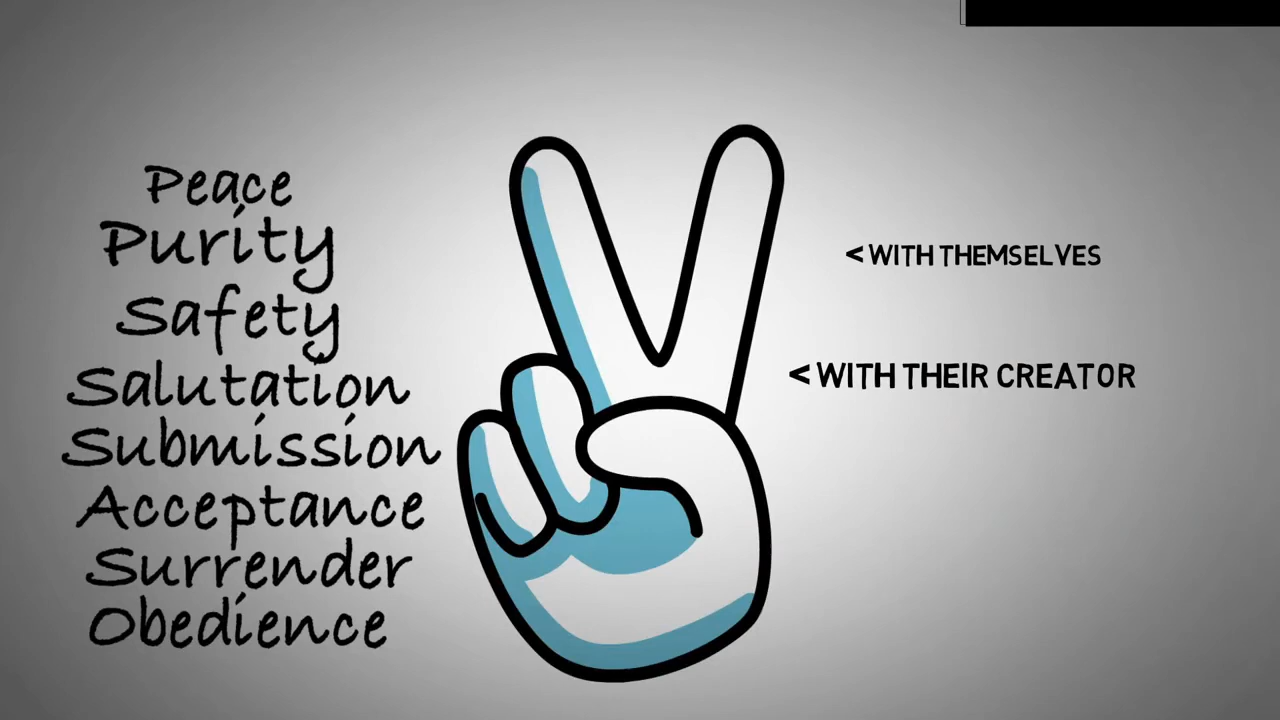 Peace
Purity
Safety
Salutation
Submission
Acceptance
Surrender
Obedience
< WITH THEMSELVES
< WITH THEIR CREATOR